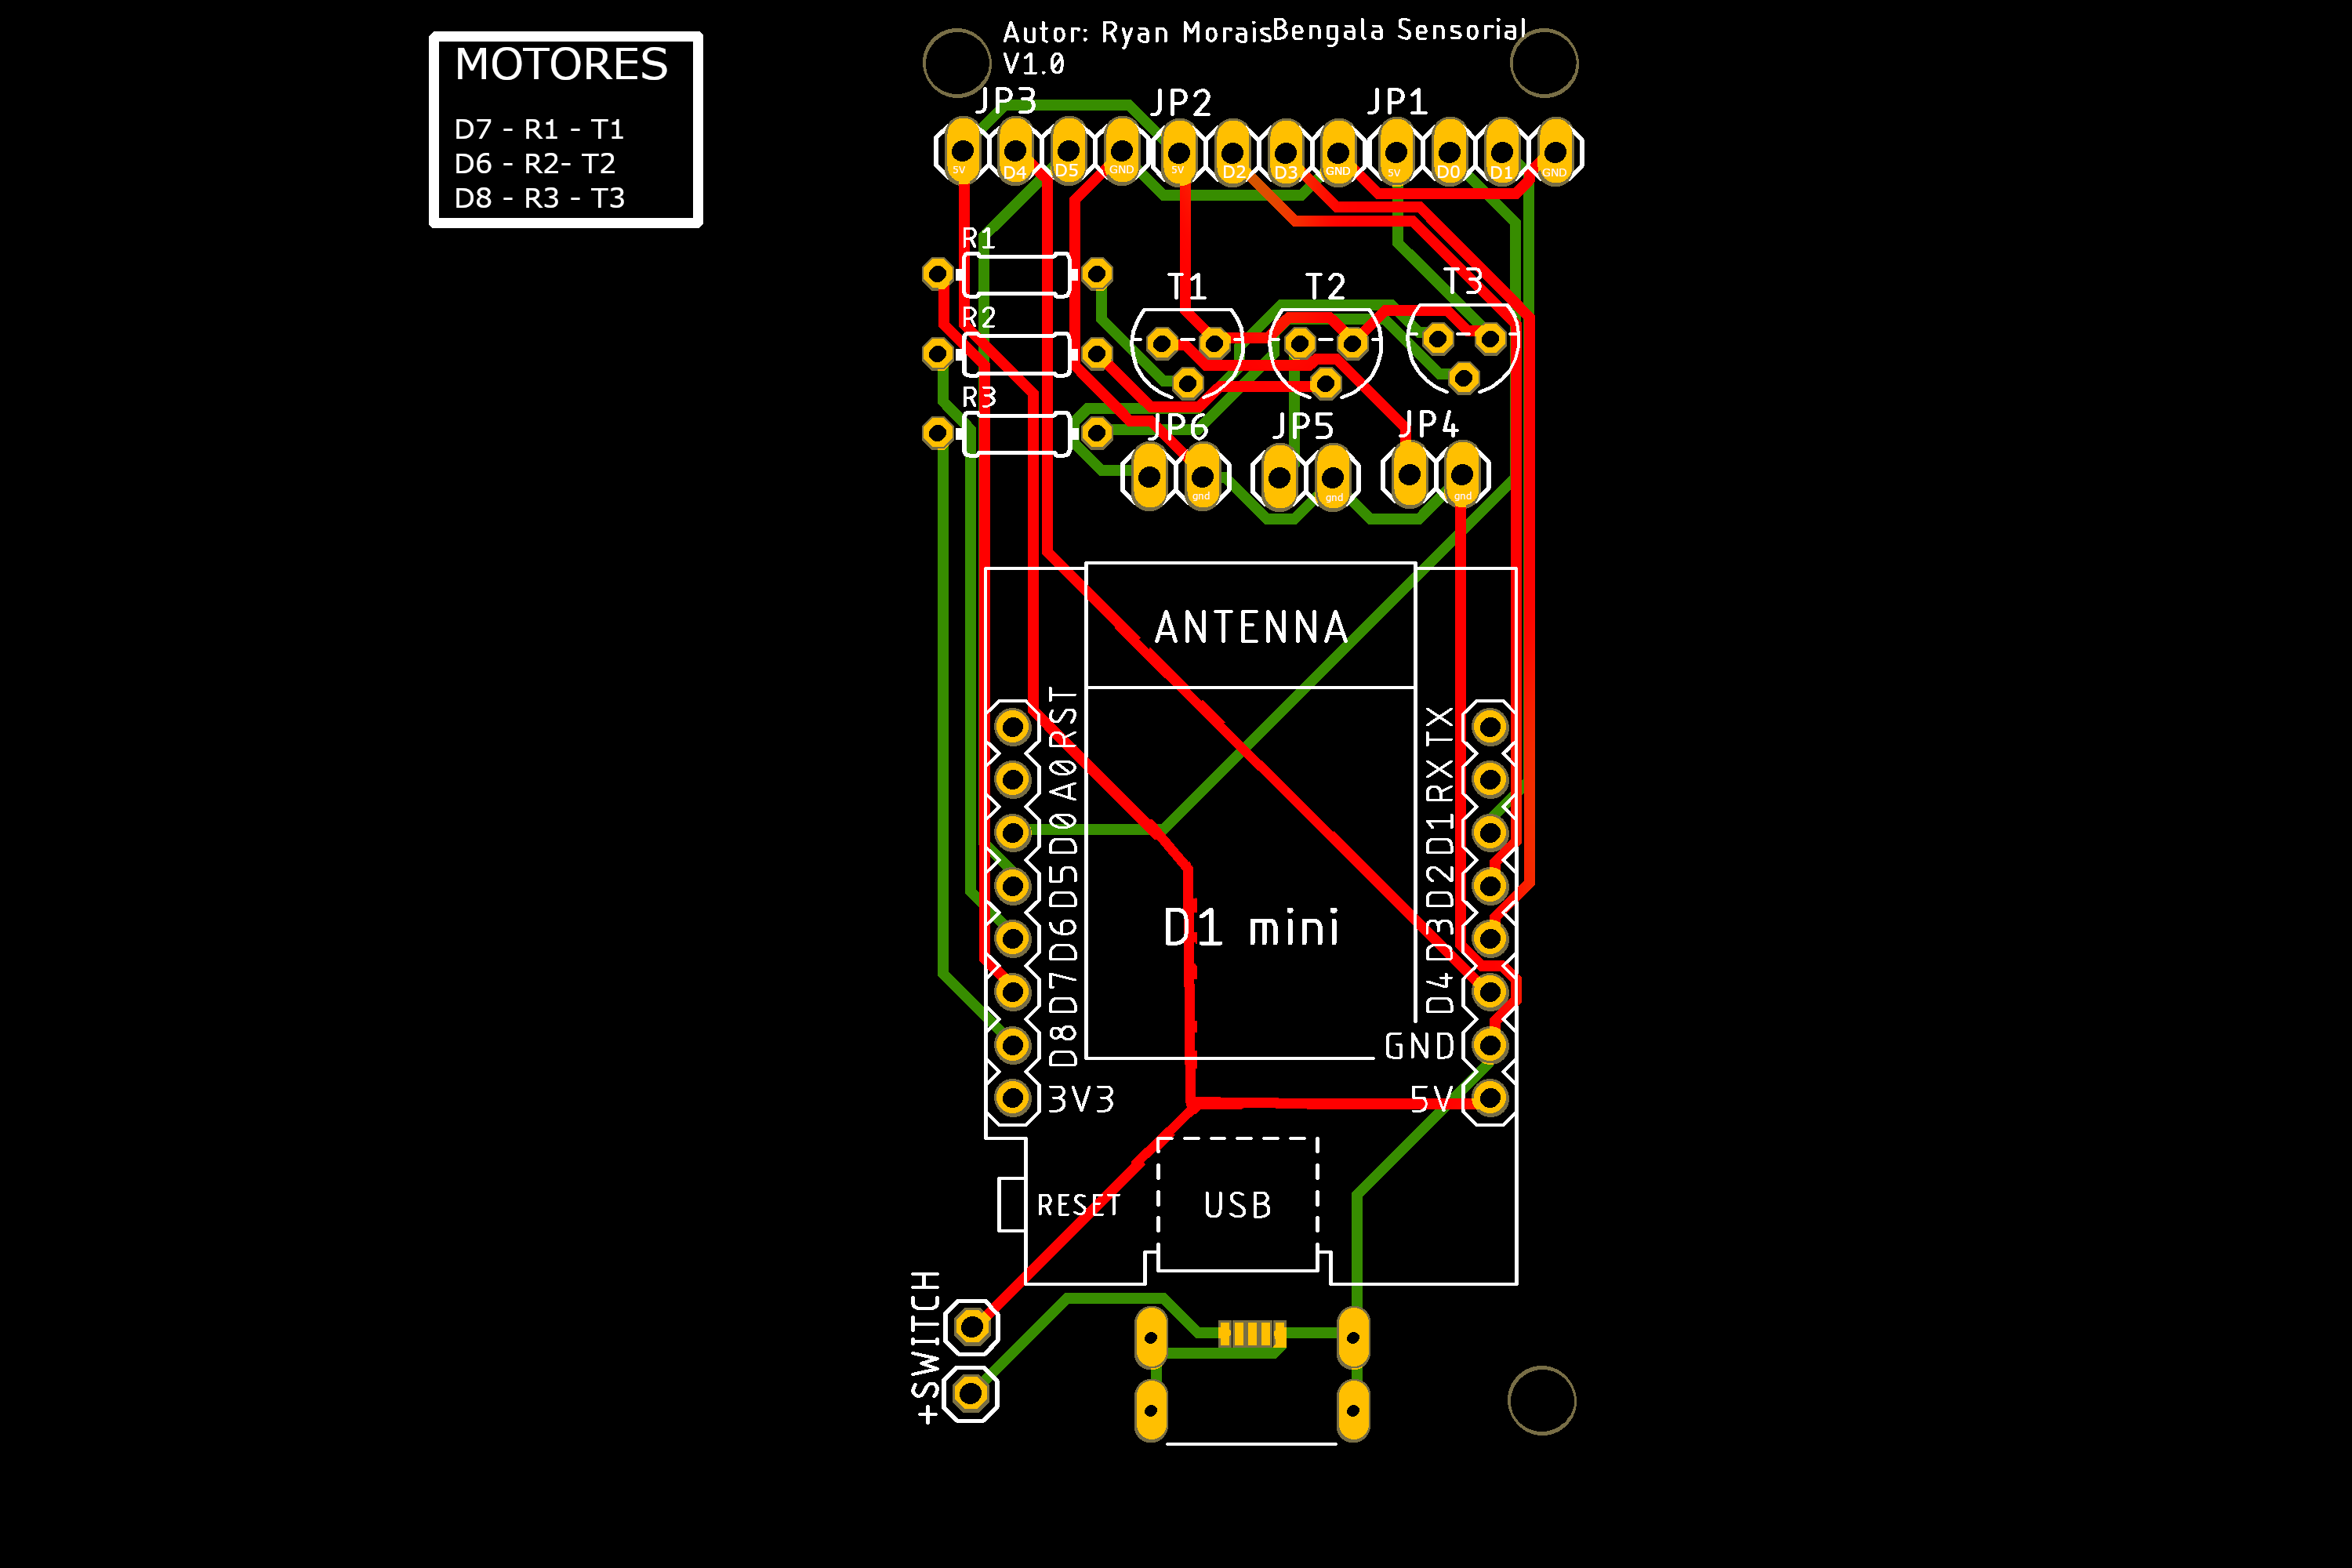 MOTORES
D7 - R1 - T1
D6 - R2- T2
D8 - R3 - T3
Autor: Ryan Morais
Bengala Sensorial
V1.0
JP3 JP2 JP1
5V D4 D5 GND 5V D2 D3 GND 5V D0 D1 GND
R1
T1 T2 T3
R2
R3
JP6 JP5 JP4
gnd gnd gnd
ANTENNA
RST TX
A0 RX
D0 D1
D5 D2
D6 D3
D7 D4
D8 GND
3V3 5V
D1 mini
RESET USB
+SWITCH